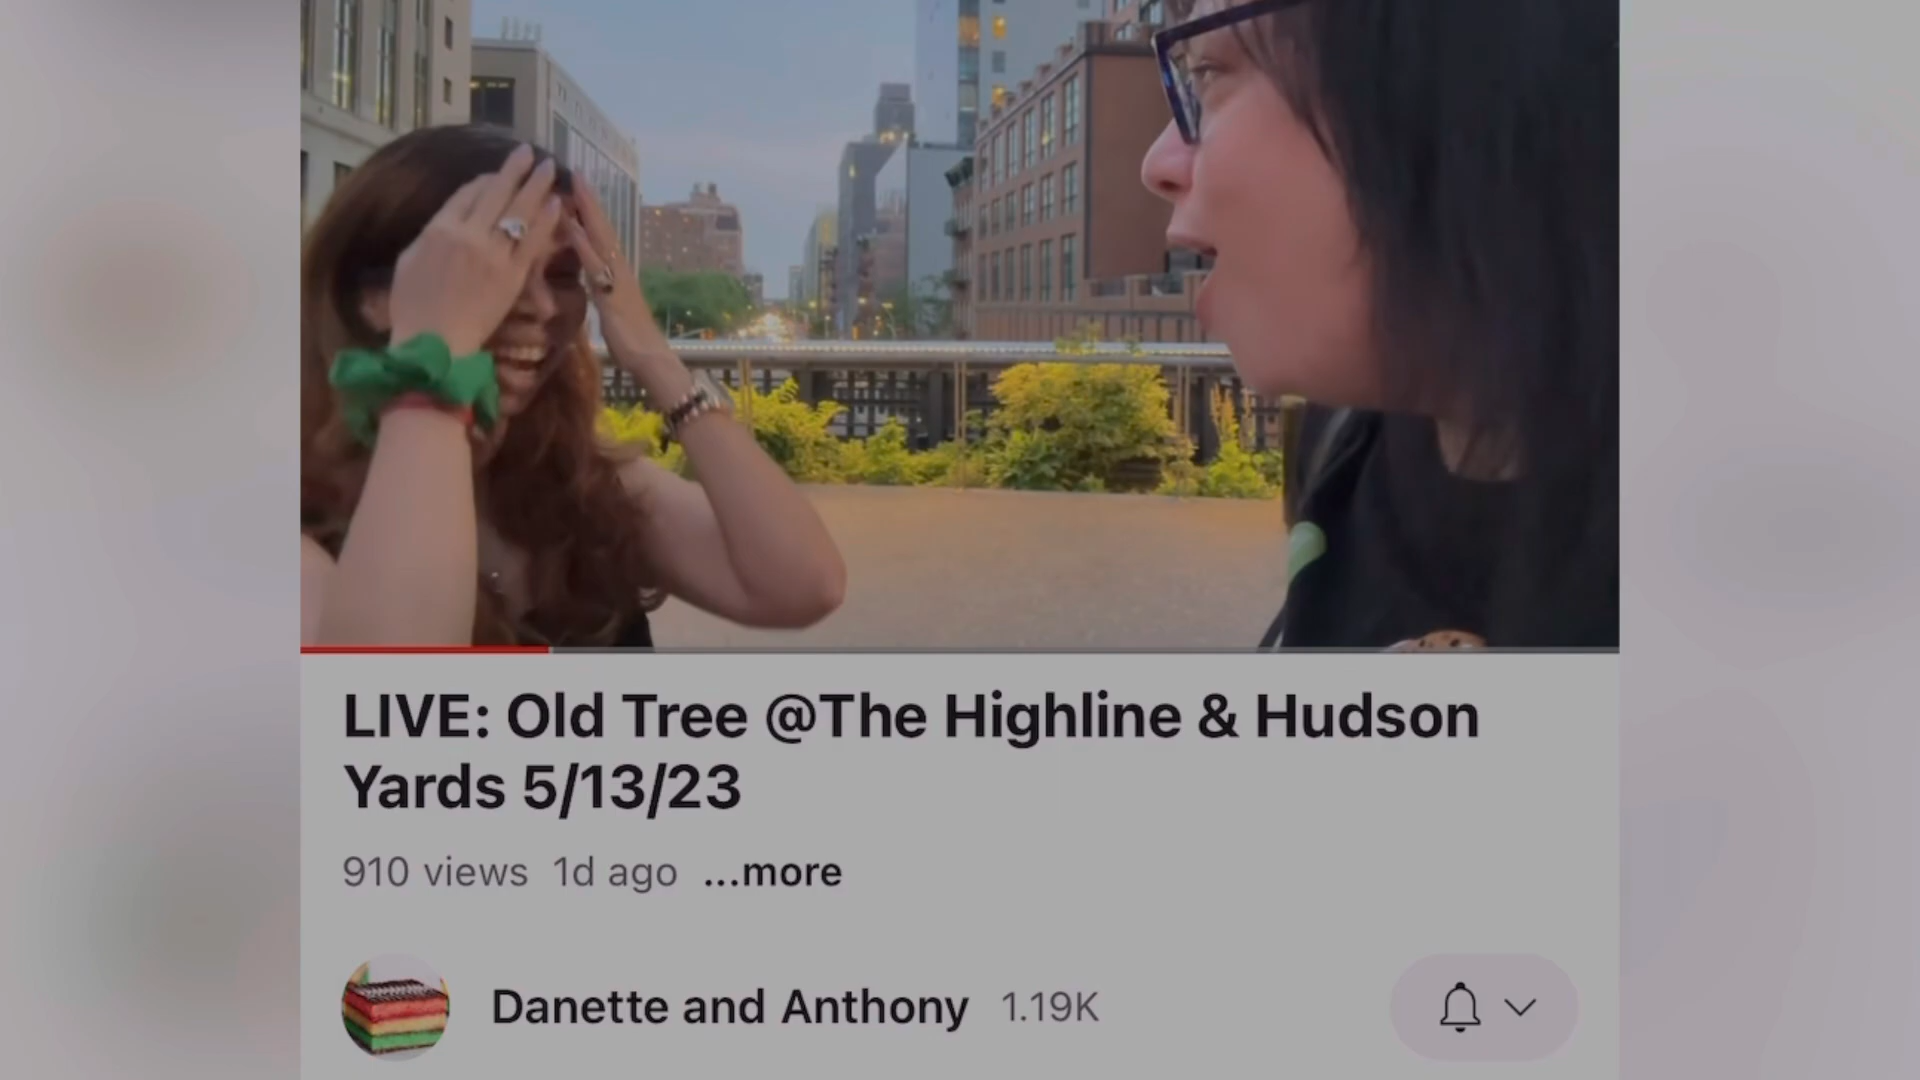 LIVE: Old Tree @The Highline & Hudson
Yards 5/13/23
910 views 1d ago ...more
Danette and Anthony 1.19K